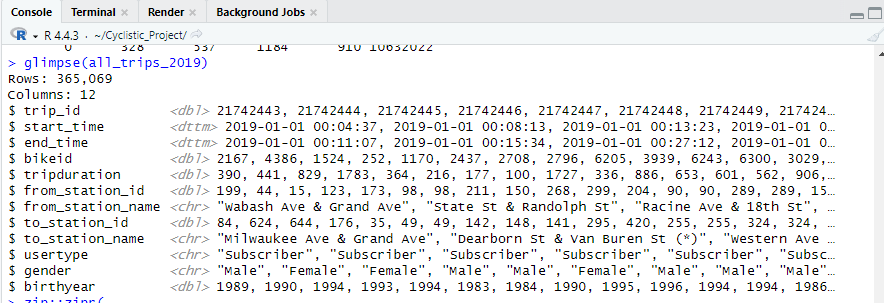 Console Terminal × Render × Background Jobs ×
R 4.4.3 · ~/Cyclistic_Project/
0 328 537 1184 910 10632022
> glimpse(all_trips_2019)
Rows: 365,069
Columns: 12
$ trip_id <dbl> 21742443, 21742444, 21742445, 21742446, 21742447, 21742448, 21742449, 217424…
$ start_time <dttm> 2019-01-01 00:04:37, 2019-01-01 00:08:13, 2019-01-01 00:13:23, 2019-01-01 0…
$ end_time <dttm> 2019-01-01 00:11:07, 2019-01-01 00:15:34, 2019-01-01 00:27:12, 2019-01-01 0…
$ bikeid <dbl> 2167, 4386, 1524, 252, 1170, 2437, 2708, 2796, 6205, 3939, 6243, 6300, 3029,…
$ tripduration <dbl> 390, 441, 829, 1783, 364, 216, 177, 100, 1727, 336, 886, 653, 601, 562, 906,…
$ from_station_id <dbl> 199, 44, 15, 123, 173, 98, 98, 211, 150, 268, 299, 204, 90, 90, 289, 289, 15…
$ from_station_name <chr> "Wabash Ave & Grand Ave", "State St & Randolph St", "Racine Ave & 18th St", …
$ to_station_id <dbl> 84, 624, 644, 176, 35, 49, 49, 142, 148, 141, 295, 420, 255, 255, 324, 324, …
$ to_station_name <chr> "Milwaukee Ave & Grand Ave", "Dearborn St & Van Buren St (*)", "Western Ave …
$ usertype <chr> "Subscriber", "Subscriber", "Subscriber", "Subscriber", "Subscriber", "Subsc…
$ gender <chr> "Male", "Female", "Female", "Male", "Male", "Female", "Male", "Male", "Male"…
$ birthyear <dbl> 1989, 1990, 1994, 1993, 1994, 1983, 1984, 1990, 1995, 1996, 1994, 1994, 1986…
> zip::zipr(